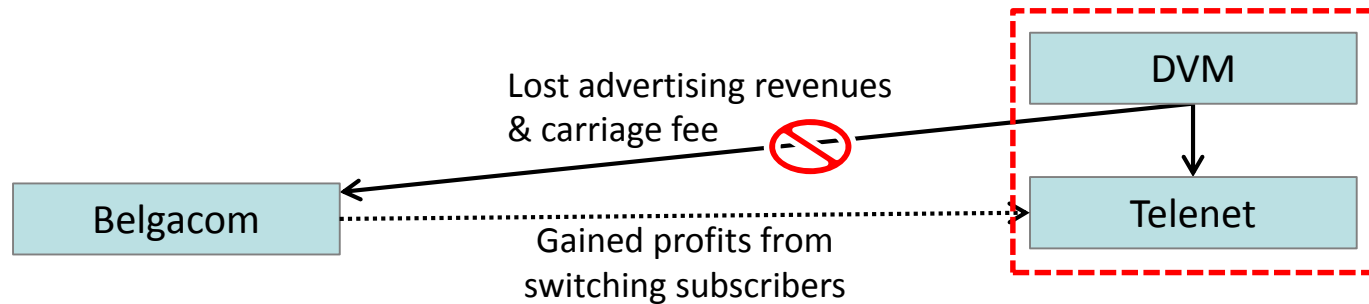 DVM
Lost advertising revenues
& carriage fee
Belgacom
Telenet
Gained profits from
switching subscribers